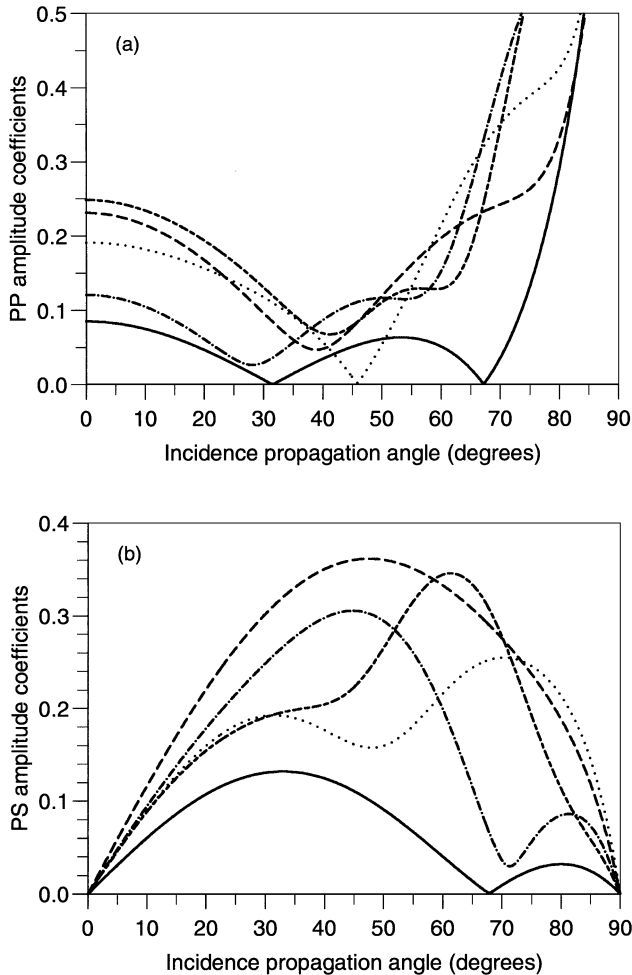 0.5
(a)
0.4
0.3
0.2
0.1
0.0
PP amplitude coefficients
0 10 20 30 40 50 60 70 80 90
Incidence propagation angle (degrees)
0.4
(b)
0.3
0.2
0.1
0.0
PS amplitude coefficients
0 10 20 30 40 50 60 70 80 90
Incidence propagation angle (degrees)